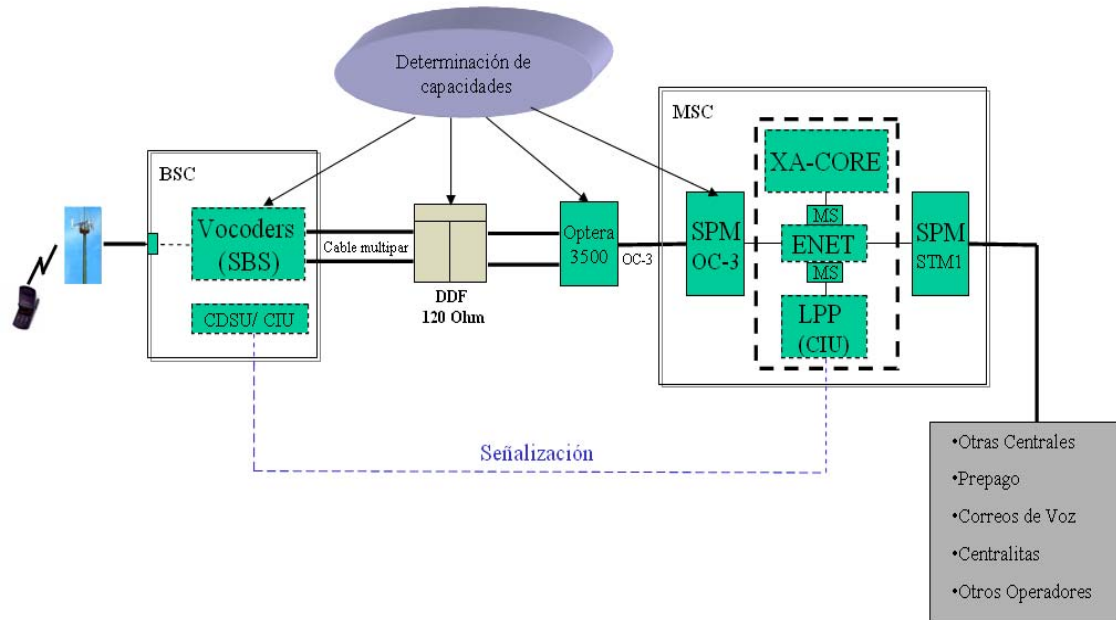 Determinación de
capacidades
MSC
BSC
XA-CORE
MS
Vocoders
(SBS)
Cable multipar
Optera
3500
OC-3
SPM
OC-3
ENET
SPM
STM1
MS
DDF
120 Ohm
CDSU/ CIU
LPP
(CIU)
Señalización
•Otras Centrales
•Prepago
•Correos de Voz
•Centralitas
•Otros Operadores